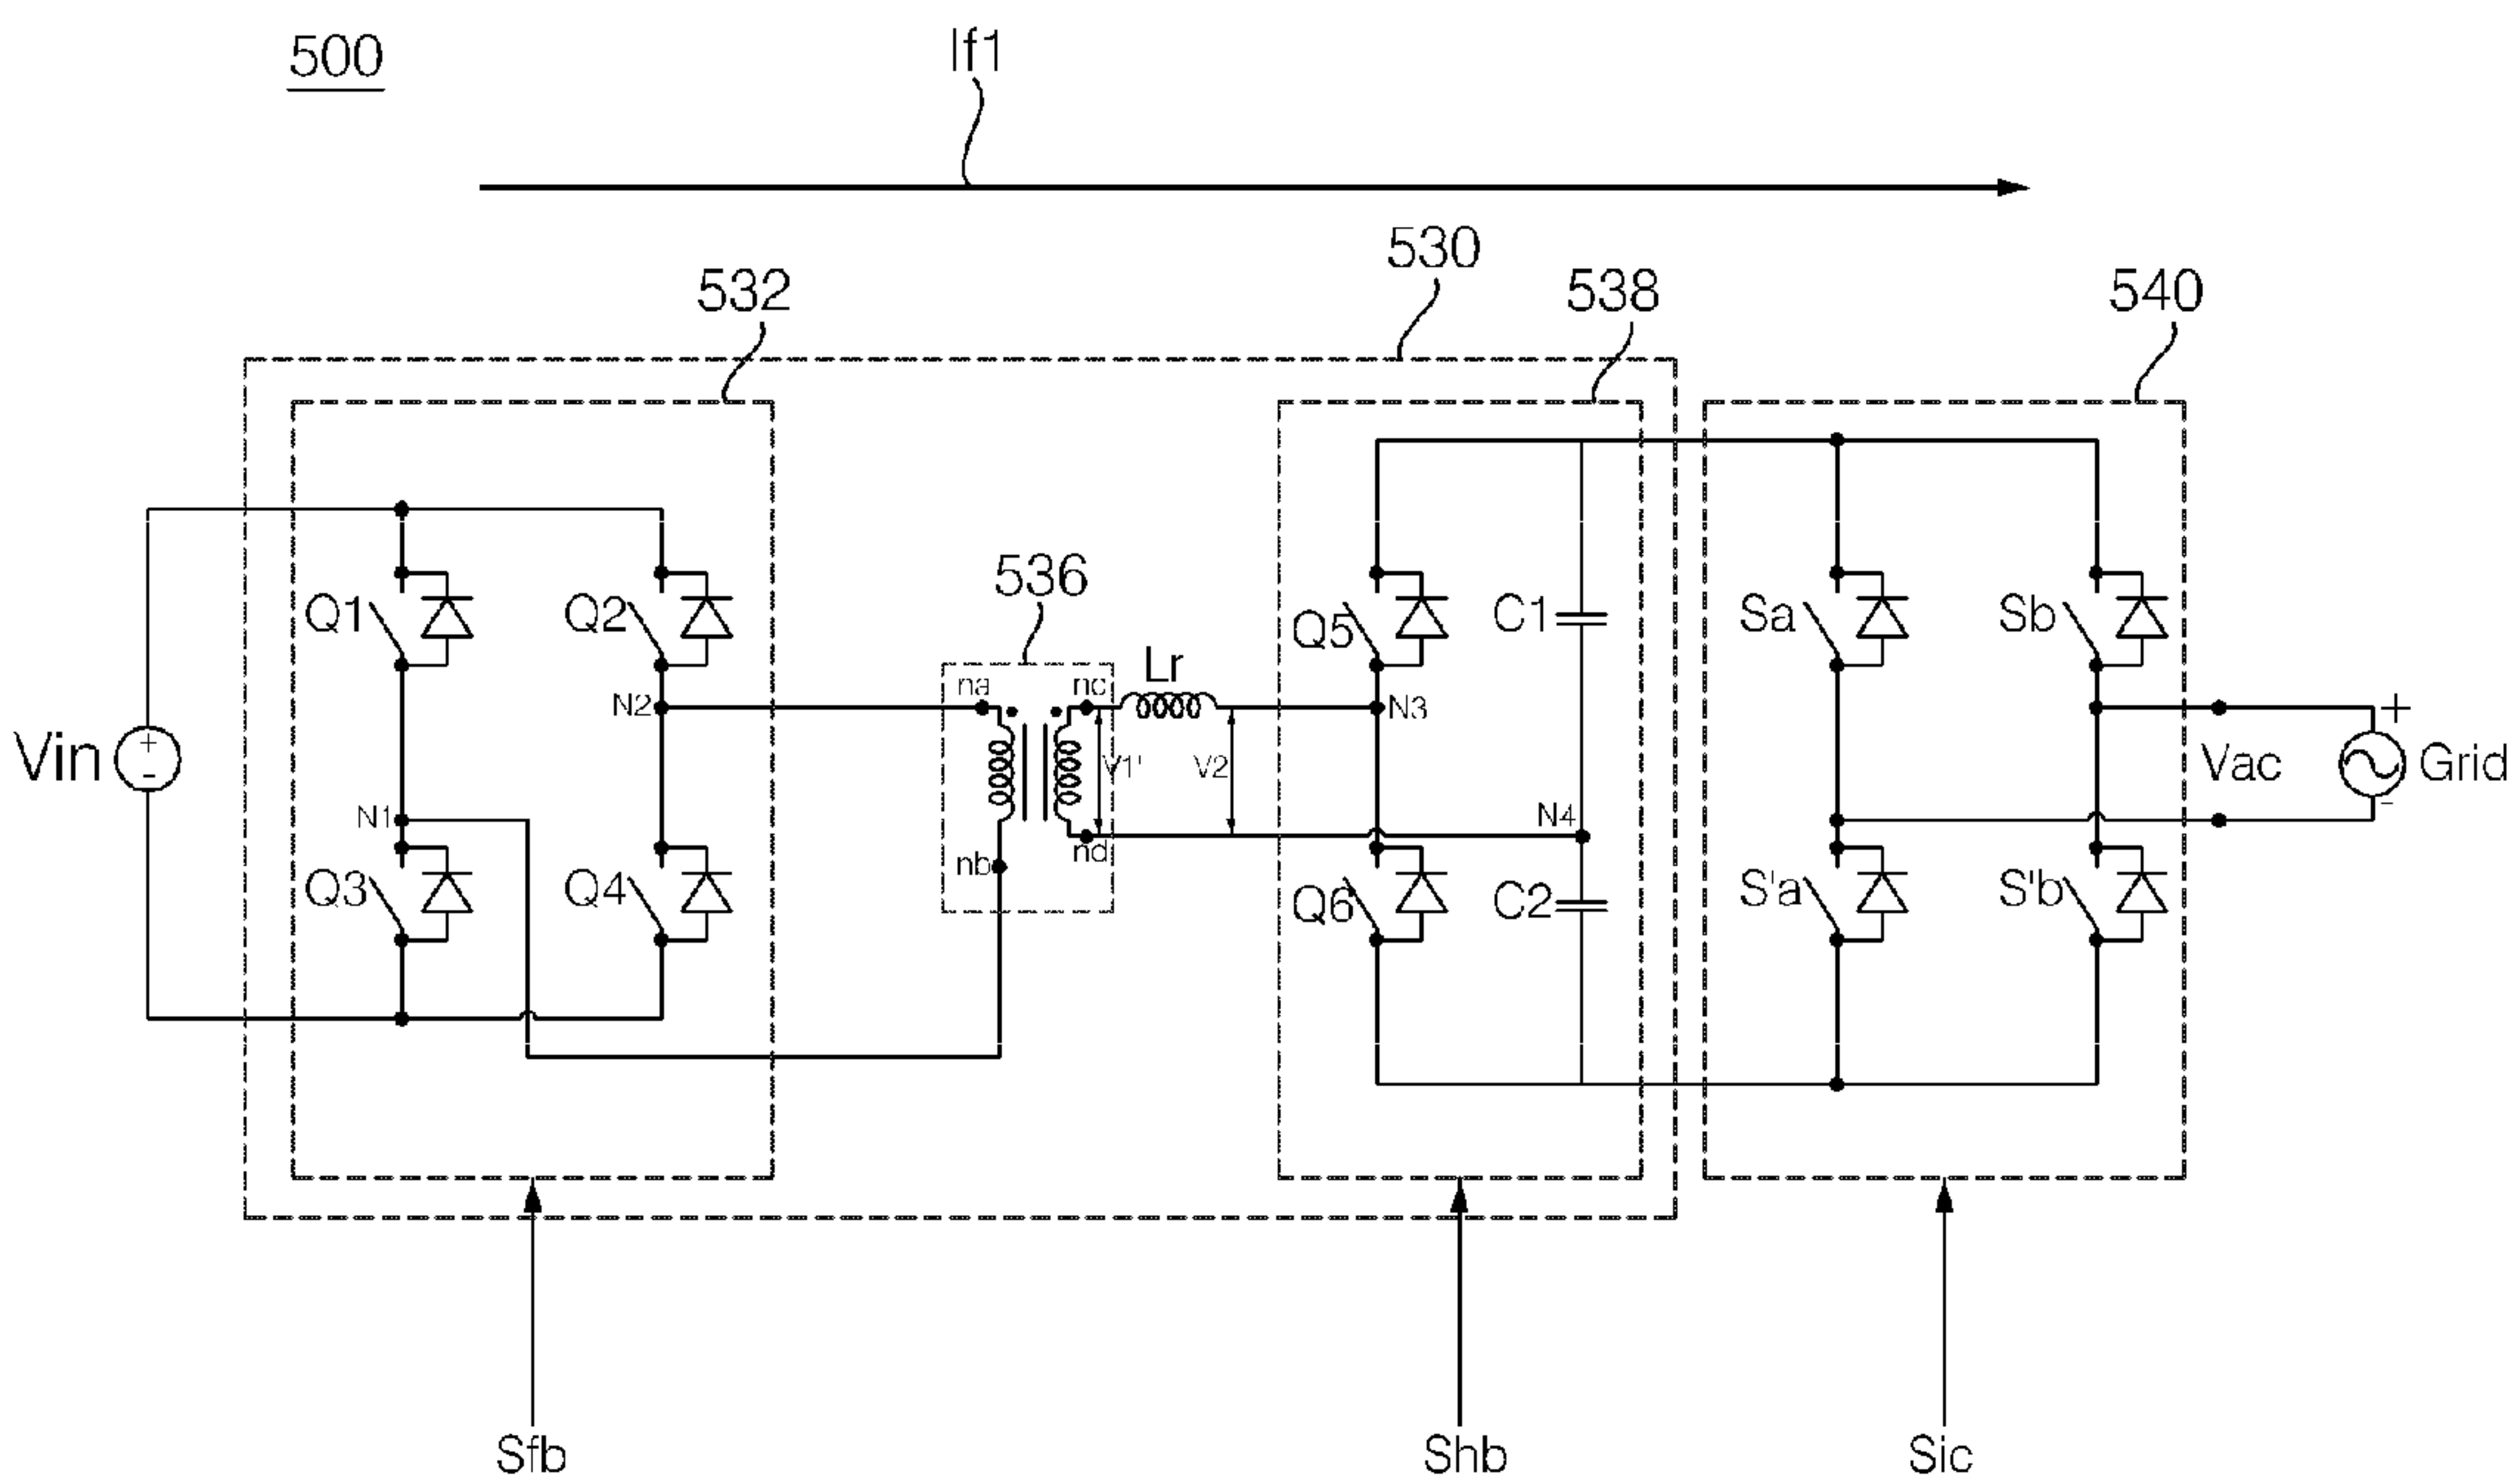 500
If1
530
532
538
540
536
Q1
Q2
Q5
C1
Sa
Sb
Lr
na
nc
N2
N3
+
Vin
+
-
V1'
V2
Vac
Grid
-
N1
N4
nb
nd
Q3
Q4
Q6
C2
S'a
S'b
Sfb
Shb
Sic